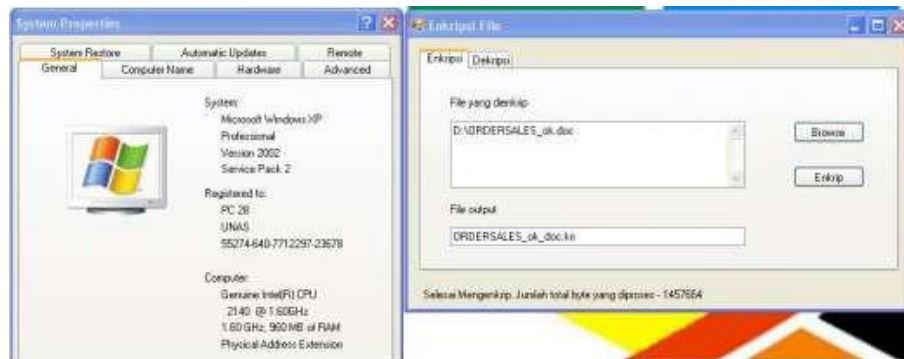 System Properties
System Restore Automatic Updates Remote
General Computer Name Hardware Advanced
System:
Microsoft Windows XP
Professional
Version 2002
Service Pack 2
Registered to:
PC 28
UNAS
55274-640-7712297-23678
Computer:
Genuine Intel(R) CPU
2140 @ 1.60GHz
1.60 GHz, 960 MB of RAM
Physical Address Extension
Enkripsi File
Enkripsi Dekripsi
File yang dienkrip
D:\ORDERSALES_ok.doc
Browse
Enkrip
File output
ORDERSALES_ok_doc.kn
Selesai Mengenkrip. Jumlah total byte yang diproses - 1457664